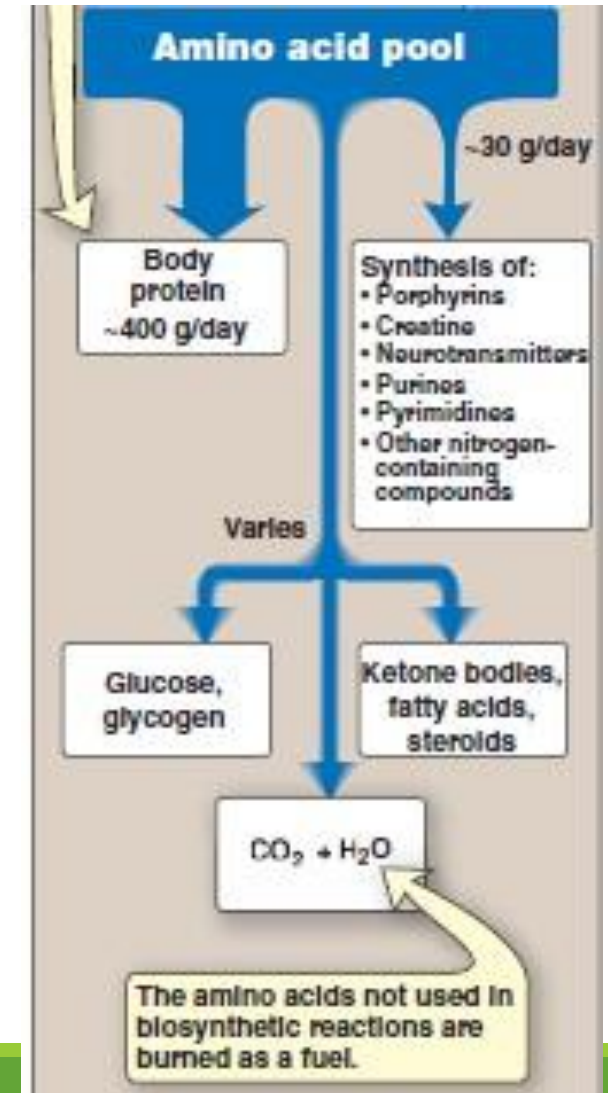 Amino acid pool
~30 g/day
Body
protein
~400 g/day
Synthesis of:
• Porphyrins
• Creatine
• Neurotransmitters
• Purines
• Pyrimidines
• Other nitrogen-
containing
compounds
Varies
Glucose,
glycogen
Ketone bodies,
fatty acids,
steroids
CO₂ + H₂O
The amino acids not used in
biosynthetic reactions are
burned as a fuel.